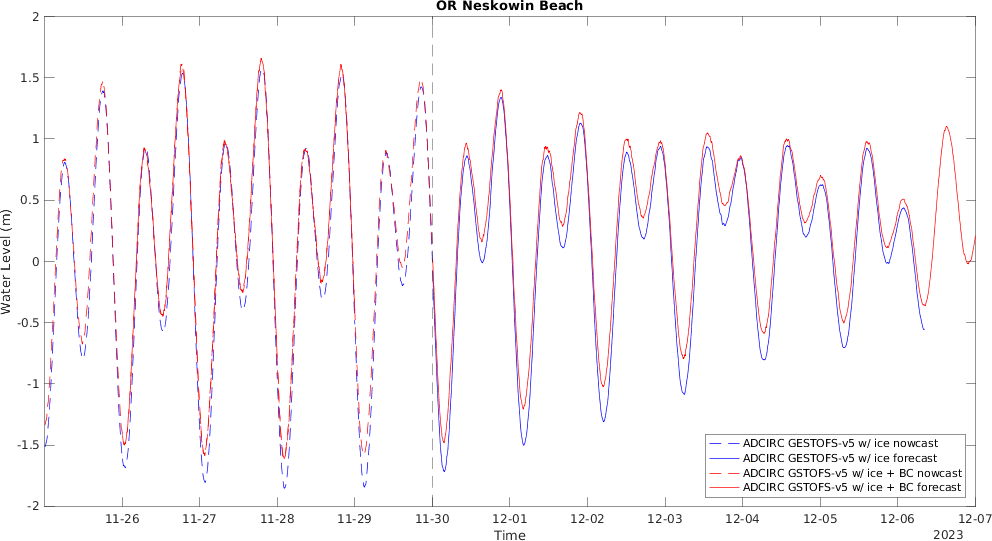 OR Neskowin Beach
2
1.5
1
0.5
0
-0.5
-1
-1.5
-2
Water Level (m)
ADCIRC GESTOFS-v5 w/ ice nowcast
ADCIRC GESTOFS-v5 w/ ice forecast
ADCIRC GSTOFS-v5 w/ ice + BC nowcast
ADCIRC GSTOFS-v5 w/ ice + BC forecast
11-26 11-27 11-28 11-29 11-30 12-01 12-02 12-03 12-04 12-05 12-06 12-07
Time
2023